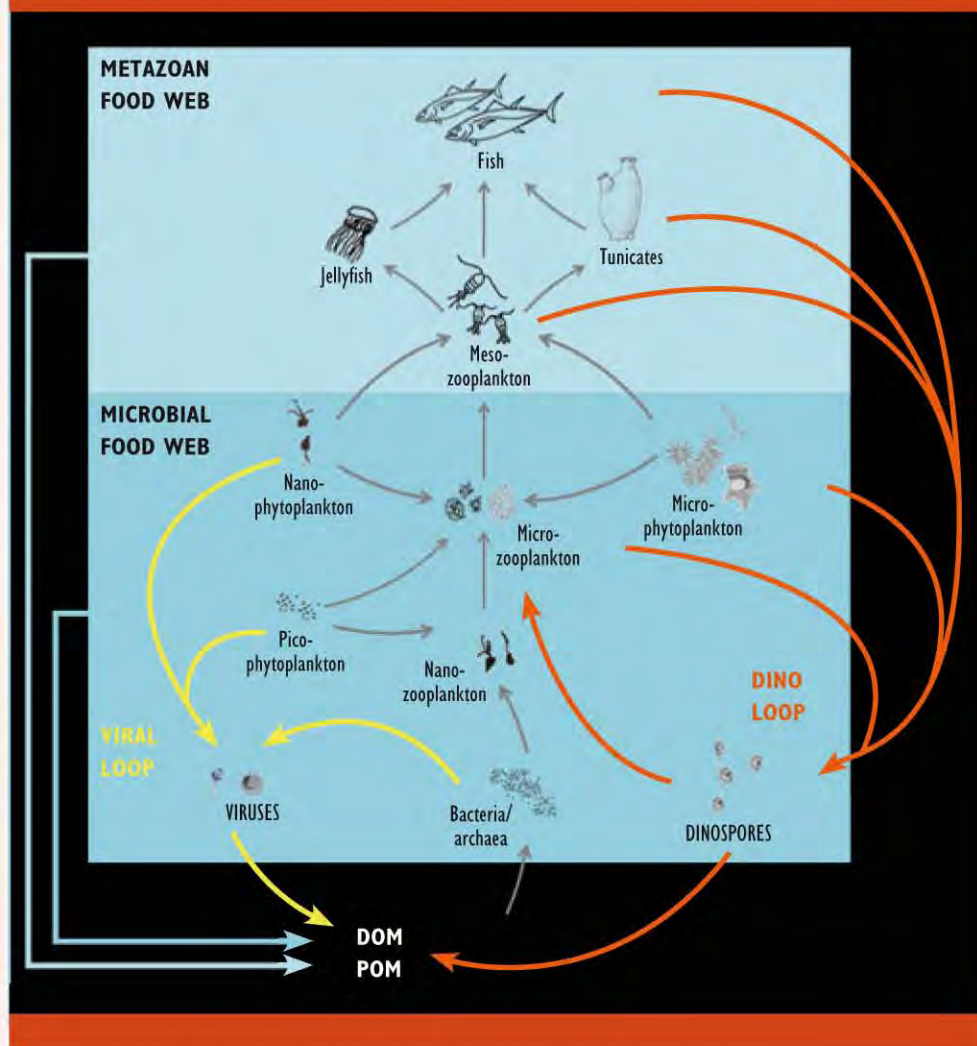 METAZOAN
FOOD WEB
Fish
Jellyfish
Tunicates
Meso-
zooplankton
MICROBIAL
FOOD WEB
Nano-
phytoplankton
Micro-
zooplankton
Micro-
phytoplankton
Pico-
phytoplankton
Nano-
zooplankton
DINO
LOOP
VIRAL
LOOP
VIRUSES
Bacteria/
archaea
DINOSPORES
DOM
POM